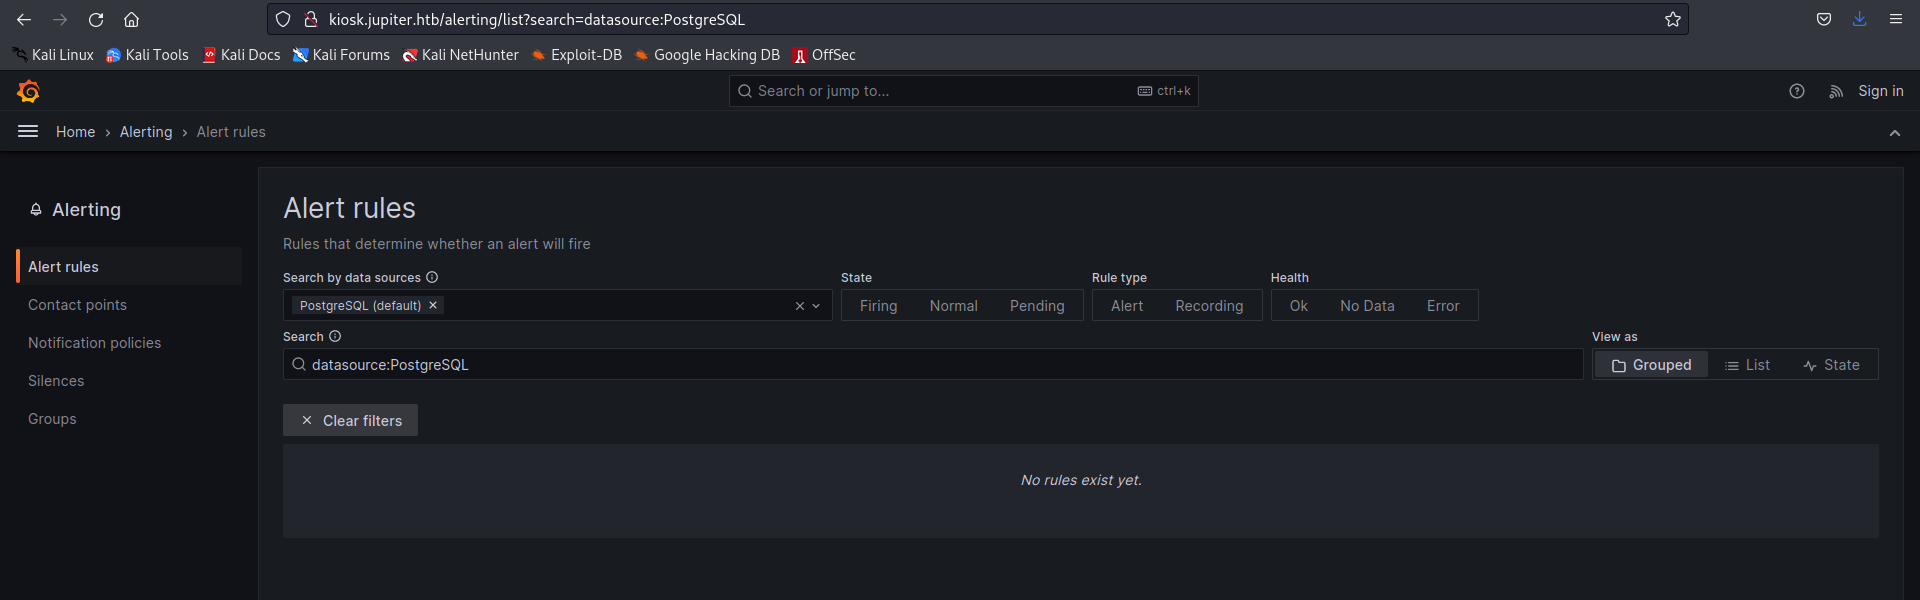 kiosk.jupiter.htb/alerting/list?search=datasource:PostgreSQL
Kali Linux Kali Tools Kali Docs Kali Forums Kali NetHunter Exploit-DB Google Hacking DB OffSec
Search or jump to... ctrl+k Sign in
Home › Alerting › Alert rules
Alerting
Alert rules
Contact points
Notification policies
Silences
Groups
Alert rules
Rules that determine whether an alert will fire
Search by data sources State Rule type Health
PostgreSQL (default) Firing Normal Pending Alert Recording Ok No Data Error
Search View as
datasource:PostgreSQL Grouped List State
Clear filters
No rules exist yet.